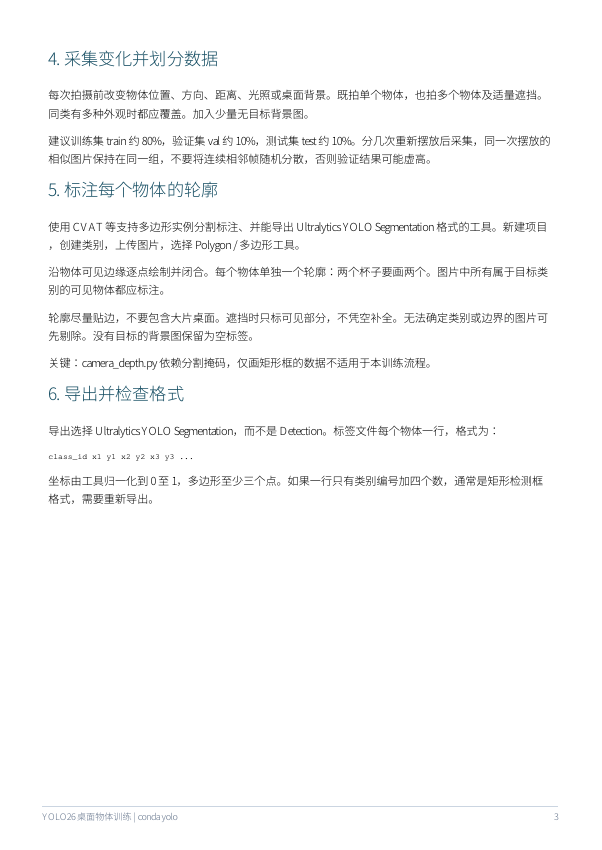 4. 采集变化并划分数据
每次拍摄前改变物体位置、方向、距离、光照或桌面背景。既拍单个物体，也拍多个物体及适量遮挡。
同类有多种外观时都应覆盖。加入少量无目标背景图。
建议训练集 train 约 80%，验证集 val 约 10%，测试集 test 约 10%。分几次重新摆放后采集，同一次摆放的
相似图片保持在同一组，不要将连续相邻帧随机分散，否则验证结果可能虚高。
5. 标注每个物体的轮廓
使用 CVAT 等支持多边形实例分割标注、并能导出 Ultralytics YOLO Segmentation 格式的工具。新建项目
，创建类别，上传图片，选择 Polygon / 多边形工具。
沿物体可见边缘逐点绘制并闭合。每个物体单独一个轮廓：两个杯子要画两个。图片中所有属于目标类
别的可见物体都应标注。
轮廓尽量贴边，不要包含大片桌面。遮挡时只标可见部分，不凭空补全。无法确定类别或边界的图片可
先剔除。没有目标的背景图保留为空标签。
关键：camera_depth.py 依赖分割掩码，仅画矩形框的数据不适用于本训练流程。
6. 导出并检查格式
导出选择 Ultralytics YOLO Segmentation，而不是 Detection。标签文件每个物体一行，格式为：
class_id x1 y1 x2 y2 x3 y3 ...
坐标由工具归一化到 0 至 1，多边形至少三个点。如果一行只有类别编号加四个数，通常是矩形检测框
格式，需要重新导出。
YOLO26 桌面物体训练 | conda yolo
3